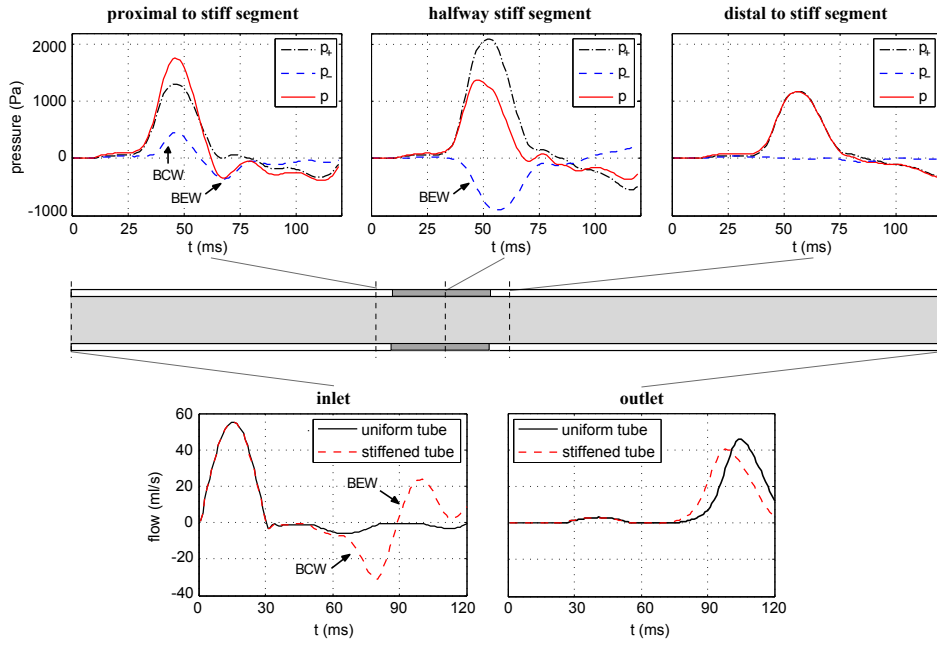 proximal to stiff segment
halfway stiff segment
distal to stiff segment
pressure (Pa)
2000
1000
0
-1000
p+
p−
p
BCW
BEW
0 25 50 75 100
t (ms)
p+
p−
p
BEW
0 25 50 75 100
t (ms)
p+
p−
p
0 25 50 75 100
t (ms)
inlet
flow (ml/s)
60
40
20
0
-20
-40
uniform tube
stiffened tube
BEW
BCW
0 30 60 90 120
t (ms)
outlet
uniform tube
stiffened tube
0 30 60 90 120
t (ms)